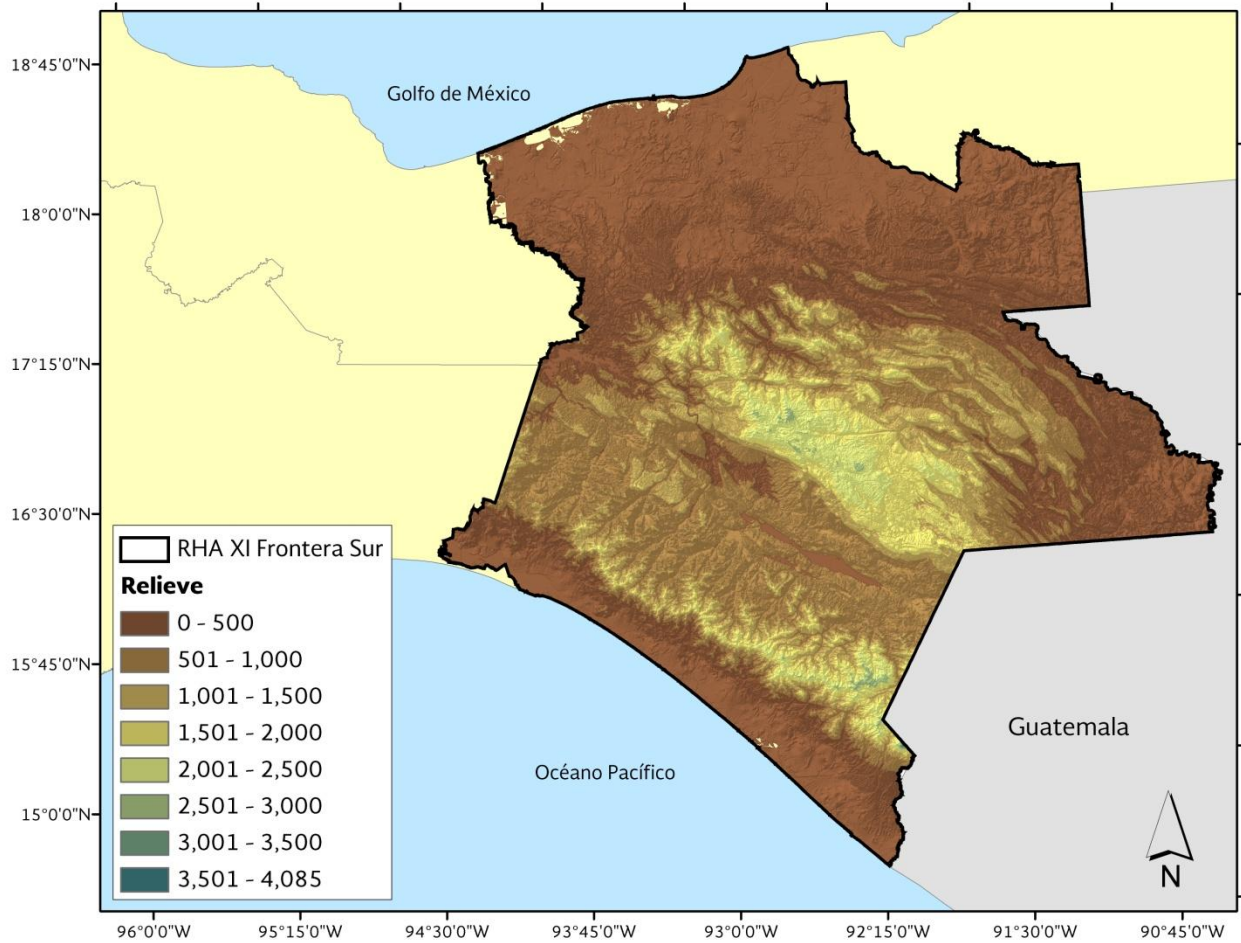 18°45'0"N
18°0'0"N
17°15'0"N
16°30'0"N
15°45'0"N
15°0'0"N
Golfo de México
Océano Pacífico
Guatemala
N
RHA XI Frontera Sur
Relieve
0 - 500
501 - 1,000
1,001 - 1,500
1,501 - 2,000
2,001 - 2,500
2,501 - 3,000
3,001 - 3,500
3,501 - 4,085
96°0'0"W 95°15'0"W 94°30'0"W 93°45'0"W 93°0'0"W 92°15'0"W 91°30'0"W 90°45'0"W